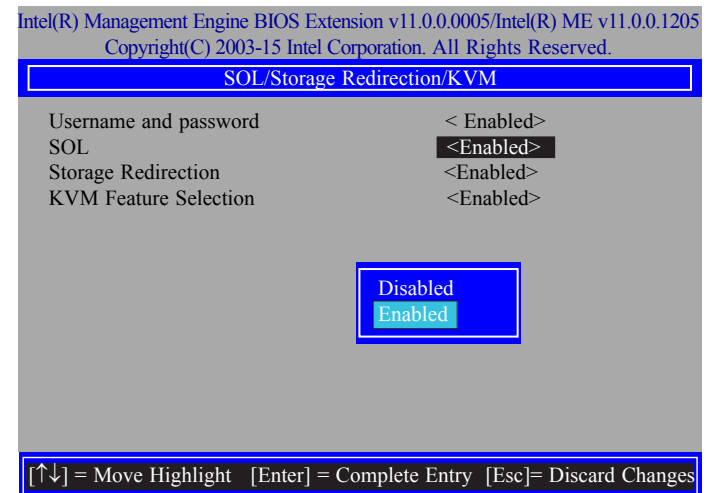 Intel(R) Management Engine BIOS Extension v11.0.0.0005/Intel(R) ME v11.0.0.1205
Copyright(C) 2003-15 Intel Corporation. All Rights Reserved.
SOL/Storage Redirection/KVM
Username and password < Enabled>
SOL <Enabled>
Storage Redirection <Enabled>
KVM Feature Selection <Enabled>
Disabled
Enabled
[↑↓] = Move Highlight [Enter] = Complete Entry [Esc]= Discard Changes